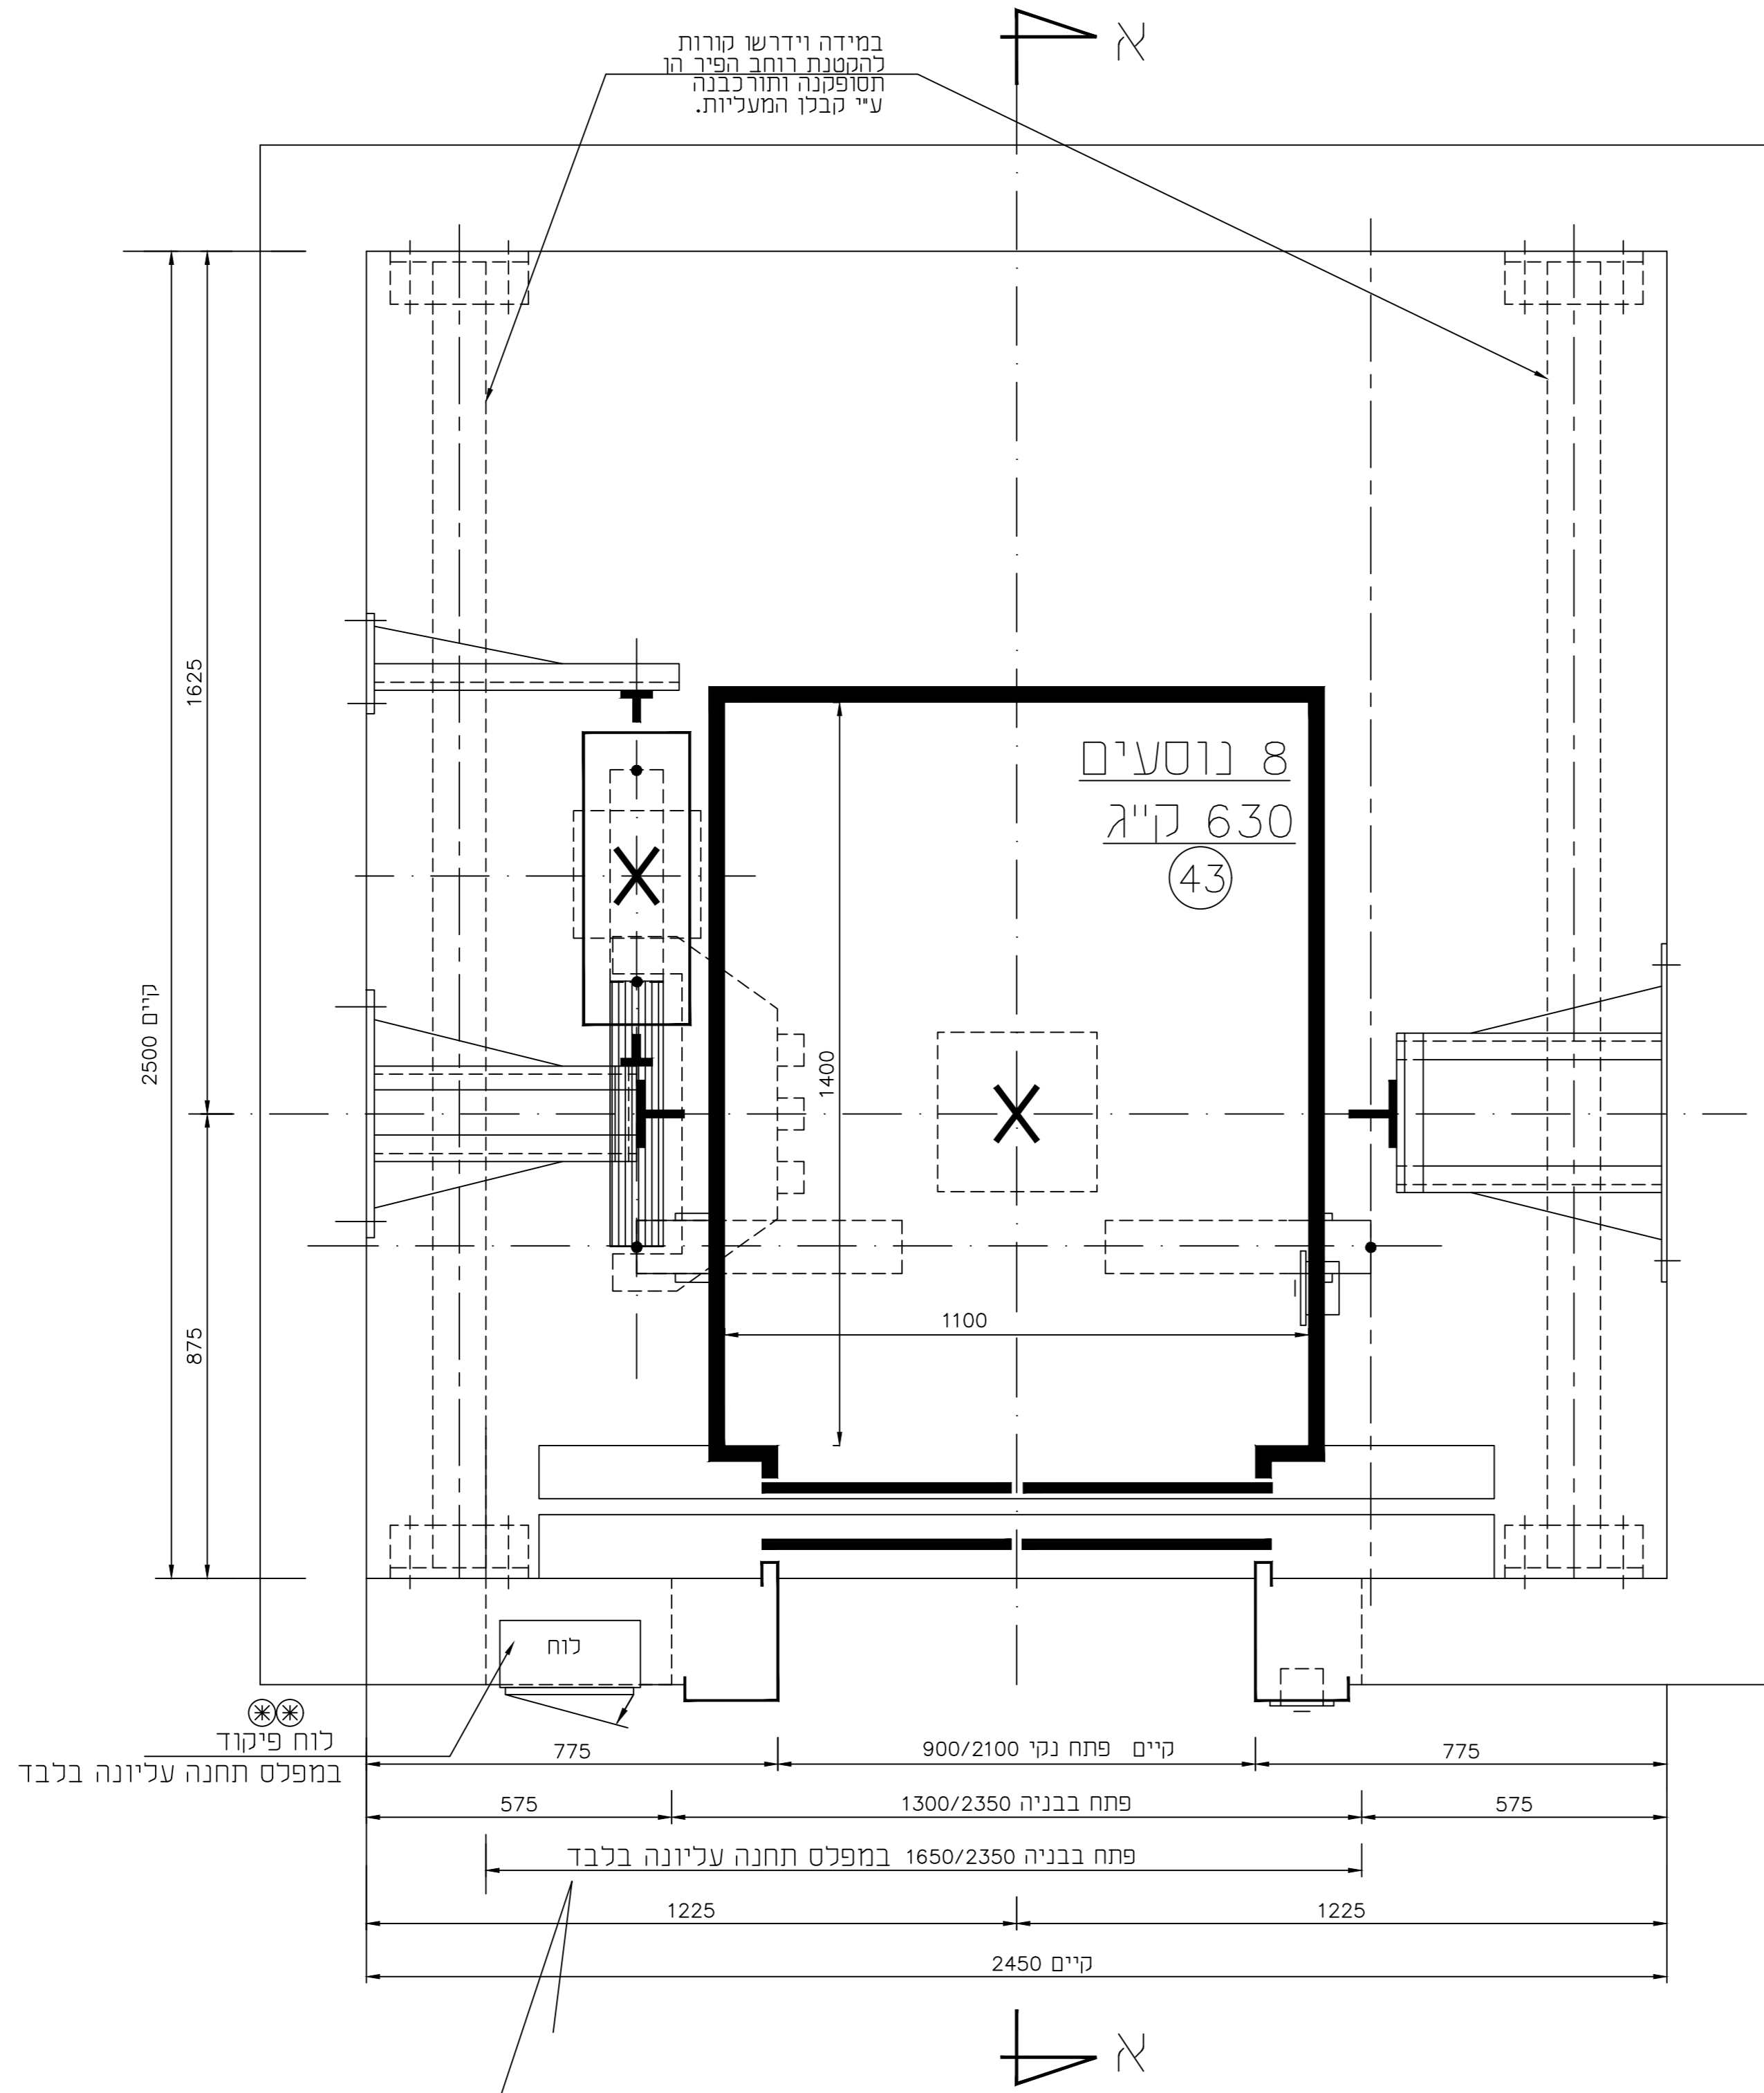 א
במידה וידרשו קורות
להקטנת רוחב הפיר הן
תסופקנה ותורכבנה
ע"י קבלן המעליות.
1625
8 נוסעים
630 ק"ג
43
קיים 2500
1400
875
1100
לוח
לוח פיקוד
במפלס תחנה עליונה בלבד
775
קיים פתח נקי 900/2100
775
575
פתח בבניה 1300/2350
575
פתח בבניה 1650/2350 במפלס תחנה עליונה בלבד
1225
1225
קיים 2450
א